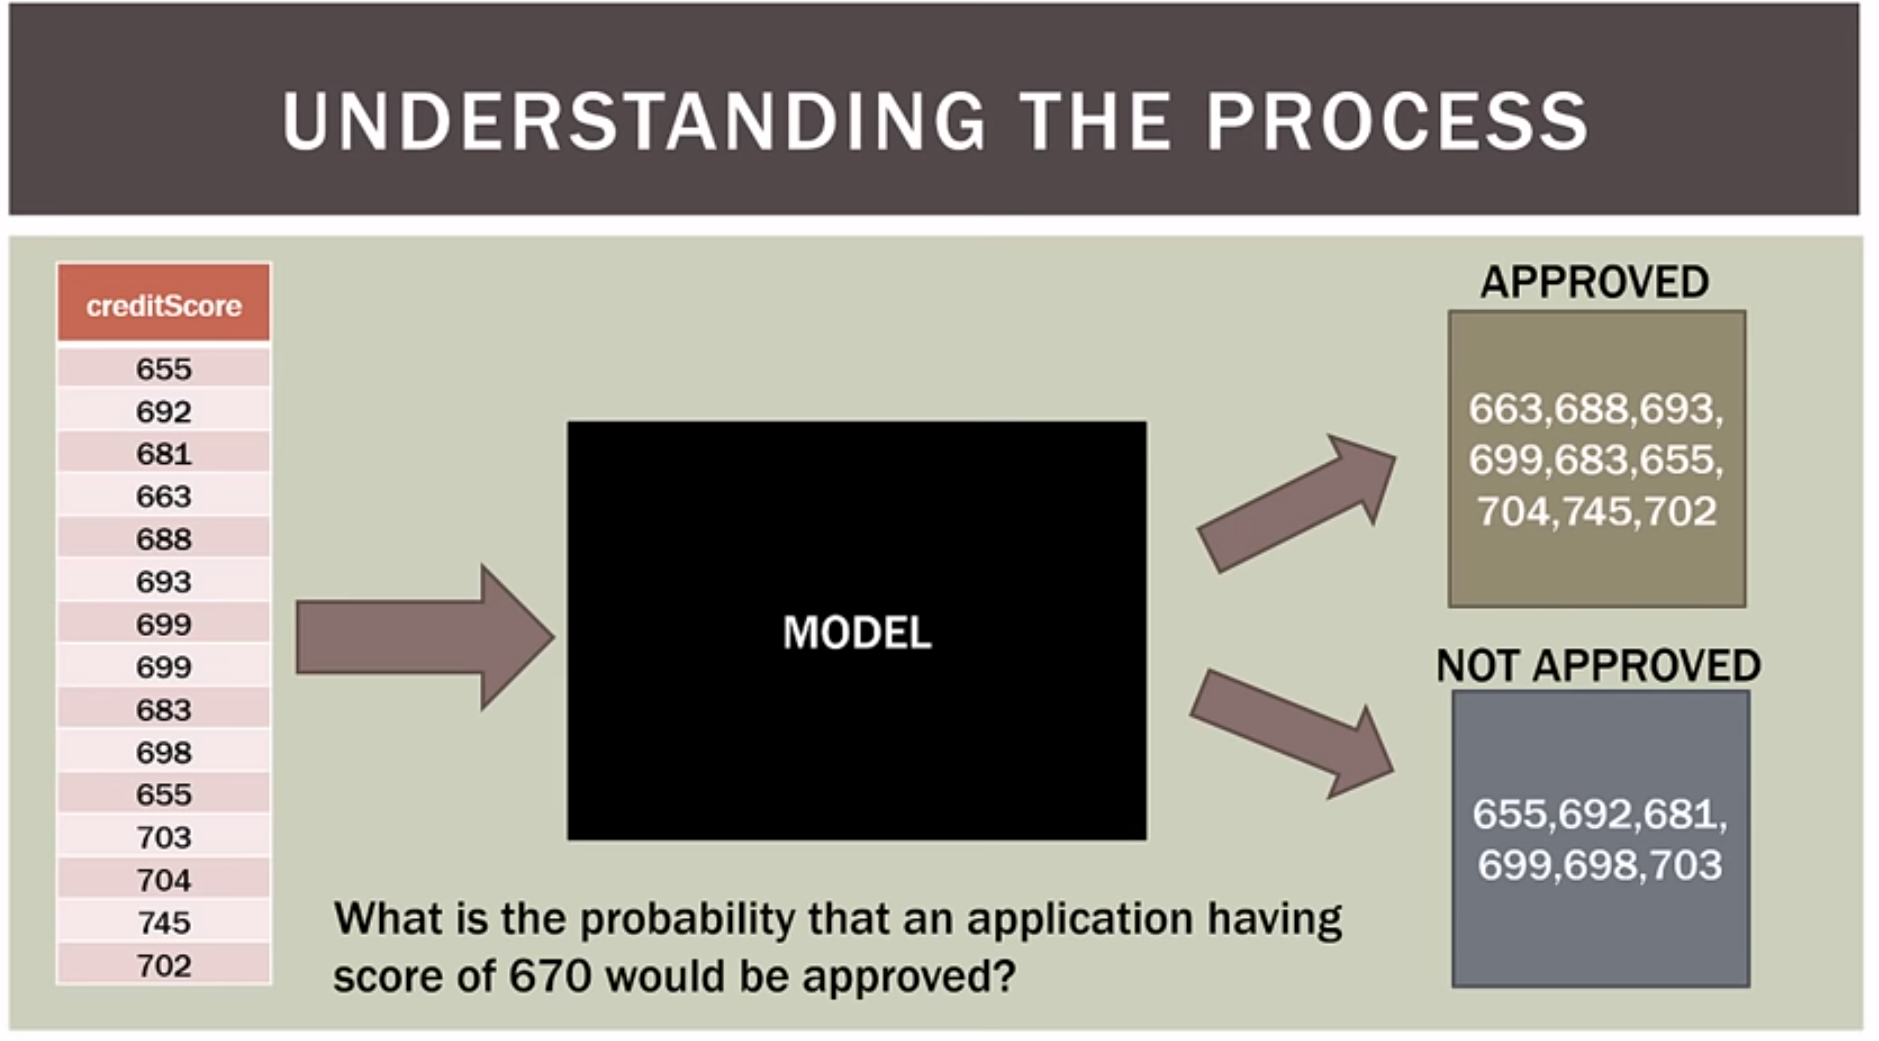 UNDERSTANDING THE PROCESS
creditScore
655
692
681
663
688
693
699
699
683
698
655
703
704
745
702
MODEL
What is the probability that an application having
score of 670 would be approved?
APPROVED
663,688,693,
699,683,655,
704,745,702
NOT APPROVED
655,692,681,
699,698,703